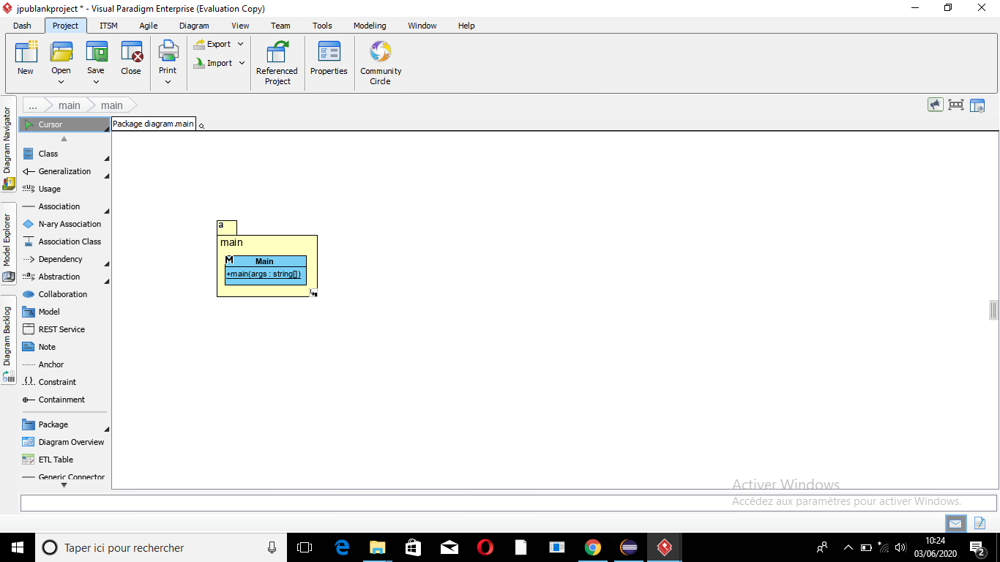 jpublankproject * - Visual Paradigm Enterprise (Evaluation Copy)
Dash Project ITSM Agile Diagram View Team Tools Modeling Window Help
New Open Save Close Print Export Import Referenced Project Properties Community Circle
... main main
Diagram Navigator
Model Explorer
Diagram Backlog
Cursor
Class
Generalization
<<U>> Usage
Association
N-ary Association
Association Class
Dependency
<<a>> Abstraction
Collaboration
Model
REST Service
Note
Anchor
{} Constraint
Containment
Package
Diagram Overview
ETL Table
Generic Connector
Package diagram.main
a
main
M Main
+main(args : string[])
Activer Windows
Accédez aux paramètres pour activer Windows.
Taper ici pour rechercher
10:24
03/06/2020
2